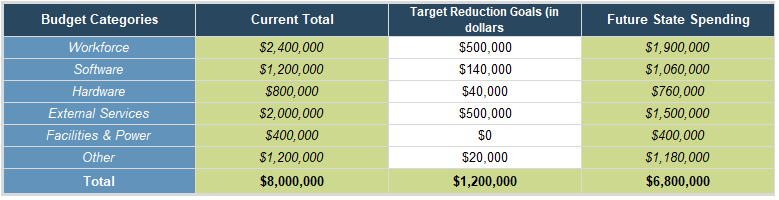 Budget Categories Current Total Target Reduction Goals (in dollars Future State Spending
Workforce $2,400,000 $500,000 $1,900,000
Software $1,200,000 $140,000 $1,060,000
Hardware $800,000 $40,000 $760,000
External Services $2,000,000 $500,000 $1,500,000
Facilities & Power $400,000 $0 $400,000
Other $1,200,000 $20,000 $1,180,000
Total $8,000,000 $1,200,000 $6,800,000